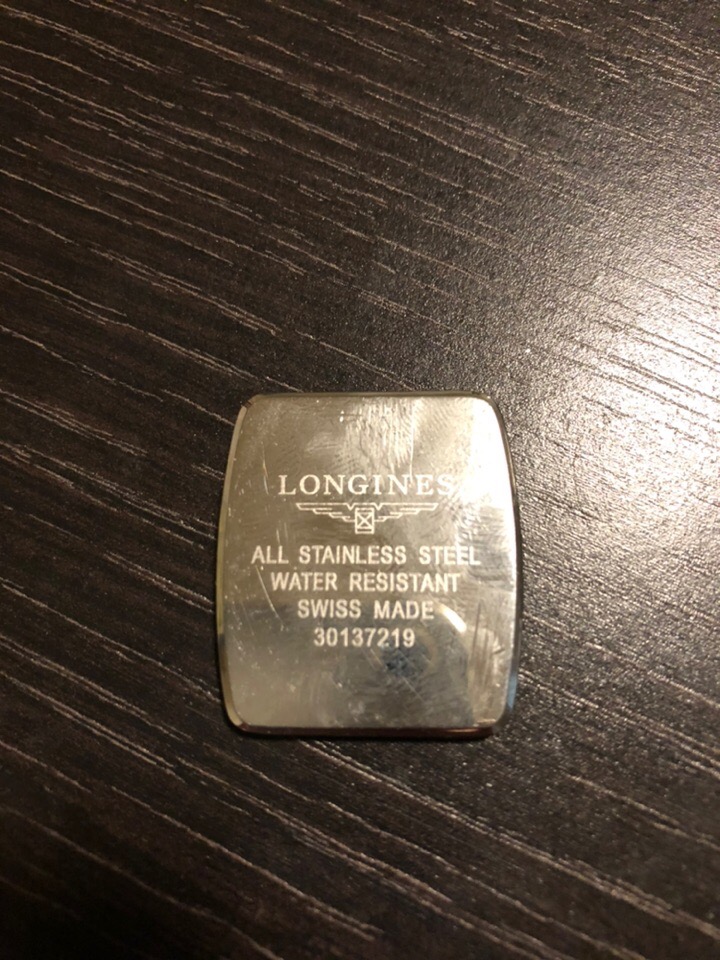 LONGINES
ALL STAINLESS STEEL
WATER RESISTANT
SWISS MADE
30137219